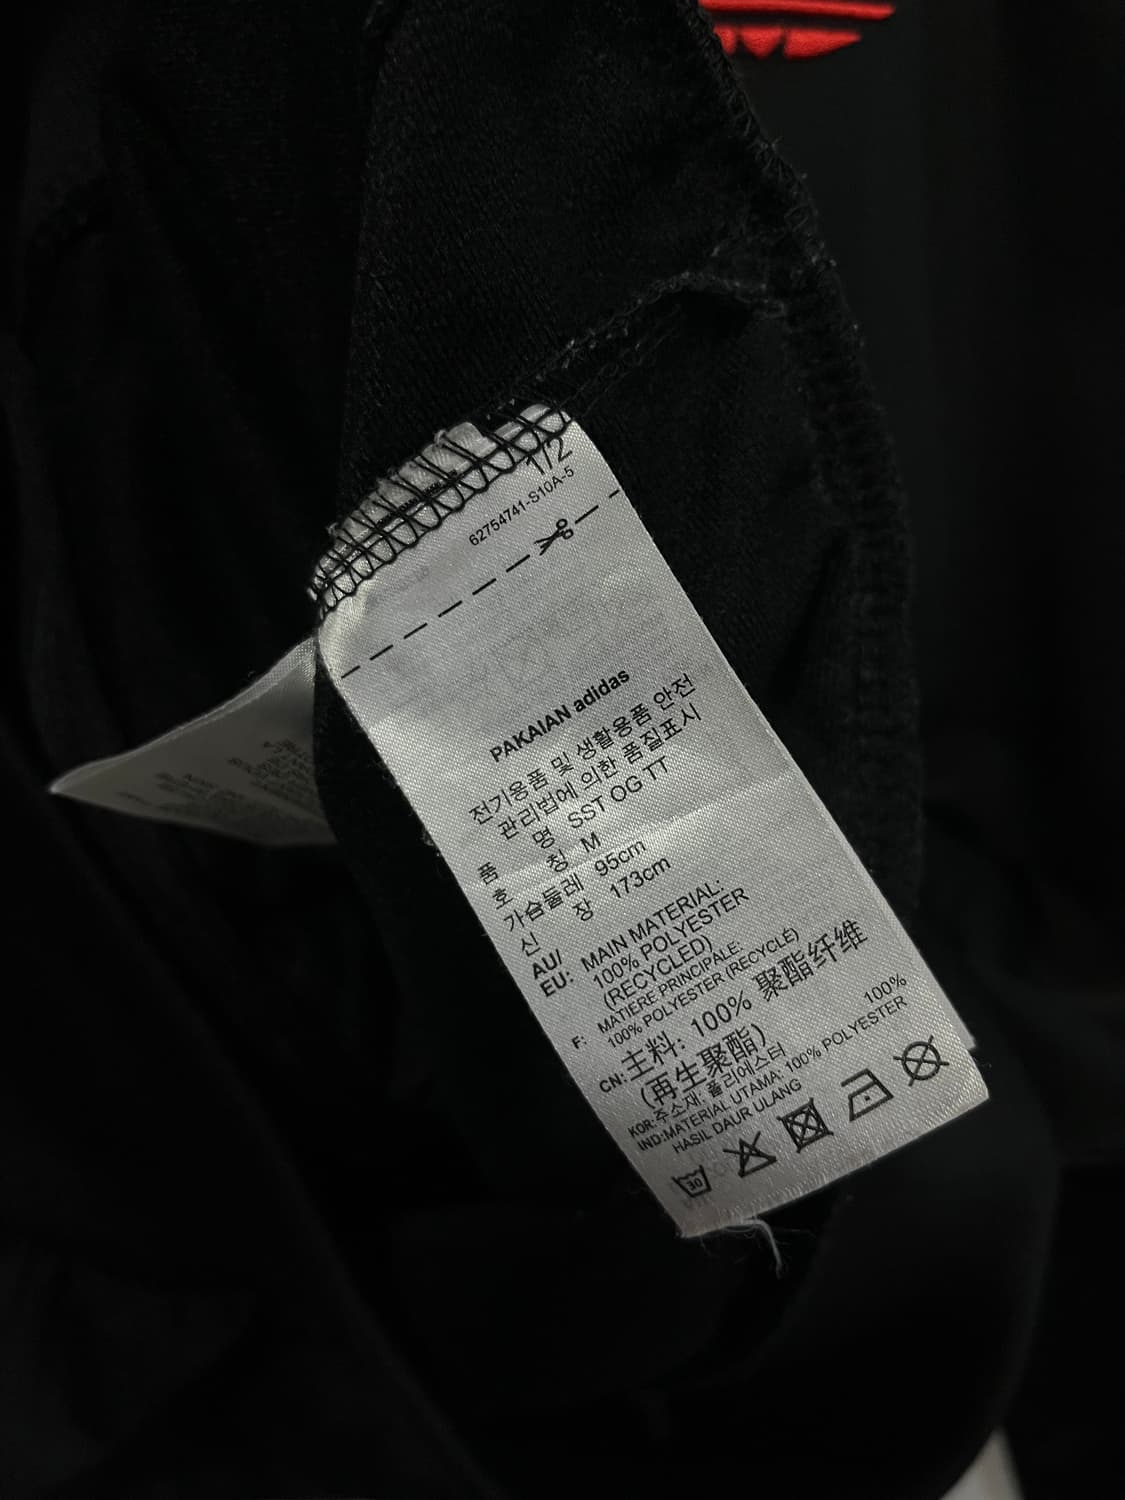 1/2
62754741-S10A-5
PAKAIAN adidas
전기용품 및 생활용품 안전
관리법에 의한 품질표시
품 명 SST OG TT
호 칭 M
가슴둘레 95cm
신 장 173cm
AU/
EU: MAIN MATERIAL:
100% POLYESTER
(RECYCLED)
F: MATIERE PRINCIPALE:
100% POLYESTER (RECYCLÉ)
CN: 主料: 100% 聚酯纤维
(再生聚酯)
KOR: 주소재: 폴리에스터 100%
IND:MATERIAL UTAMA: 100% POLYESTER
HASIL DAUR ULANG
30